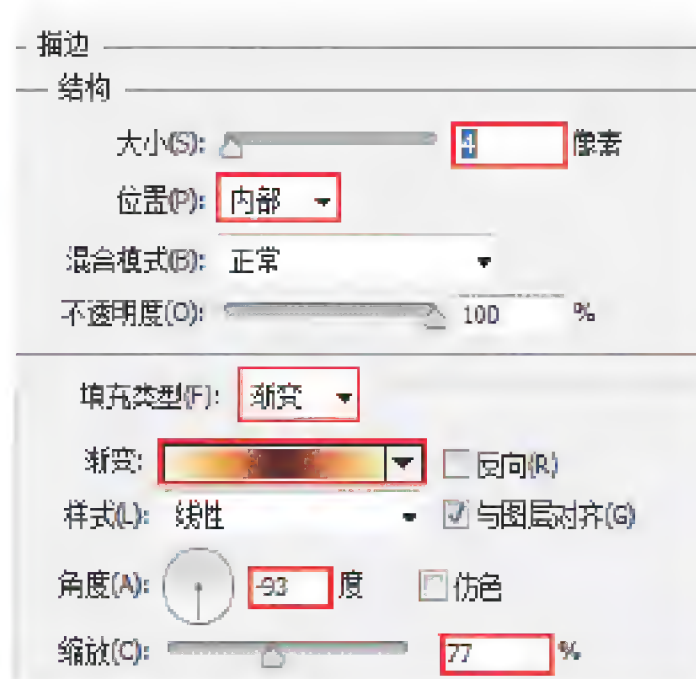 描边
结构
大小(S): 4 像素
位置(P): 内部
混合模式(B): 正常
不透明度(O): 100 %
填充类型(F): 渐变
渐变: 反向(R)
样式(L): 线性 与图层对齐(G)
角度(A): -93 度 仿色
缩放(C): 77 %